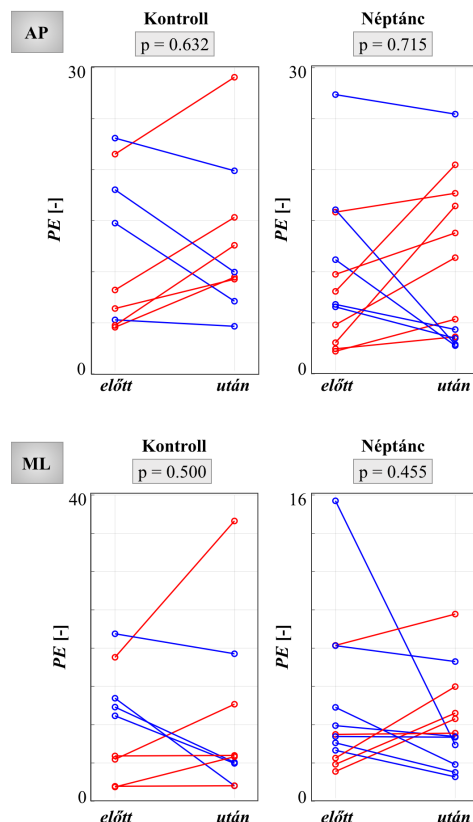 AP
Kontroll
Néptánc
p = 0.632
p = 0.715
30
30
PE [-]
PE [-]
0
0
előtt
után
előtt
után
ML
Kontroll
Néptánc
p = 0.500
p = 0.455
40
16
PE [-]
PE [-]
0
0
előtt
után
előtt
után